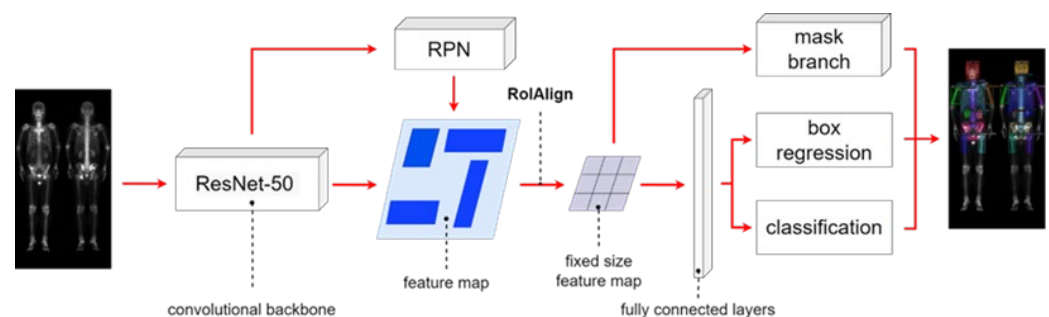 RPN
mask
branch
RoIAlign
ResNet-50
box
regression
classification
feature map
fixed size
feature map
convolutional backbone
fully connected layers